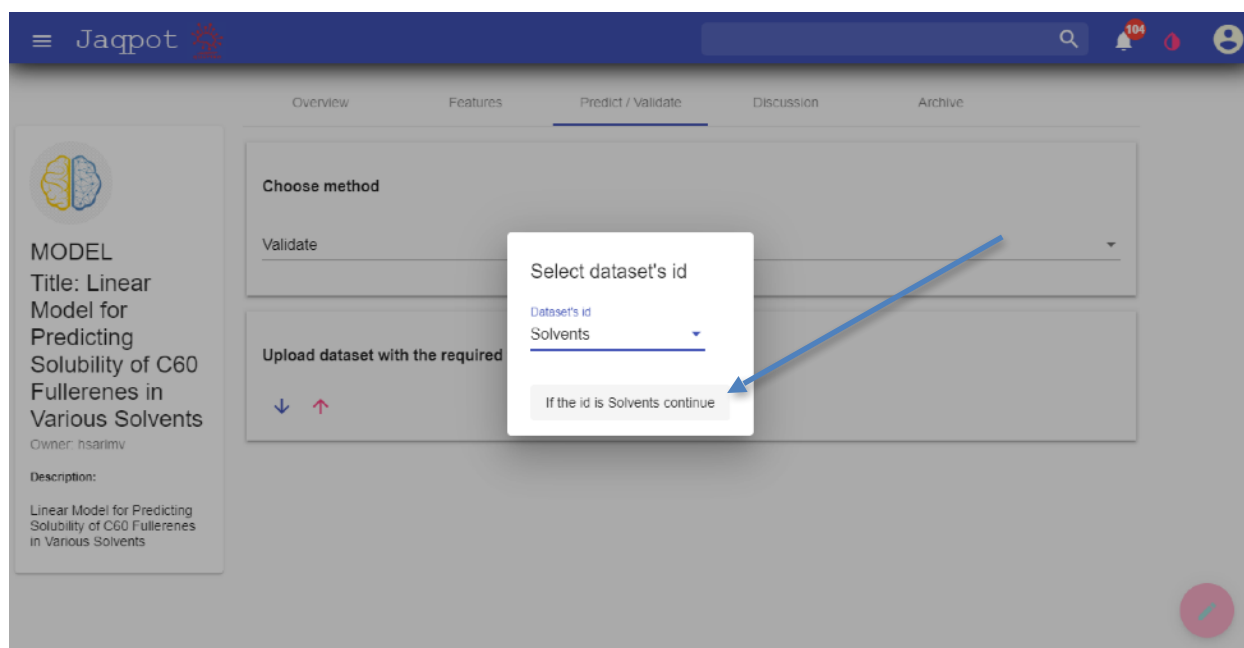 Jaqpot
104
Overview Features Predict / Validate Discussion Archive
MODEL
Title: Linear
Model for
Predicting
Solubility of C60
Fullerenes in
Various Solvents
Owner: hsarimv
Description:
Linear Model for Predicting
Solubility of C60 Fullerenes
in Various Solvents
Choose method
Validate
Upload dataset with the required
Select dataset's id
Dataset's id
Solvents
If the id is Solvents continue